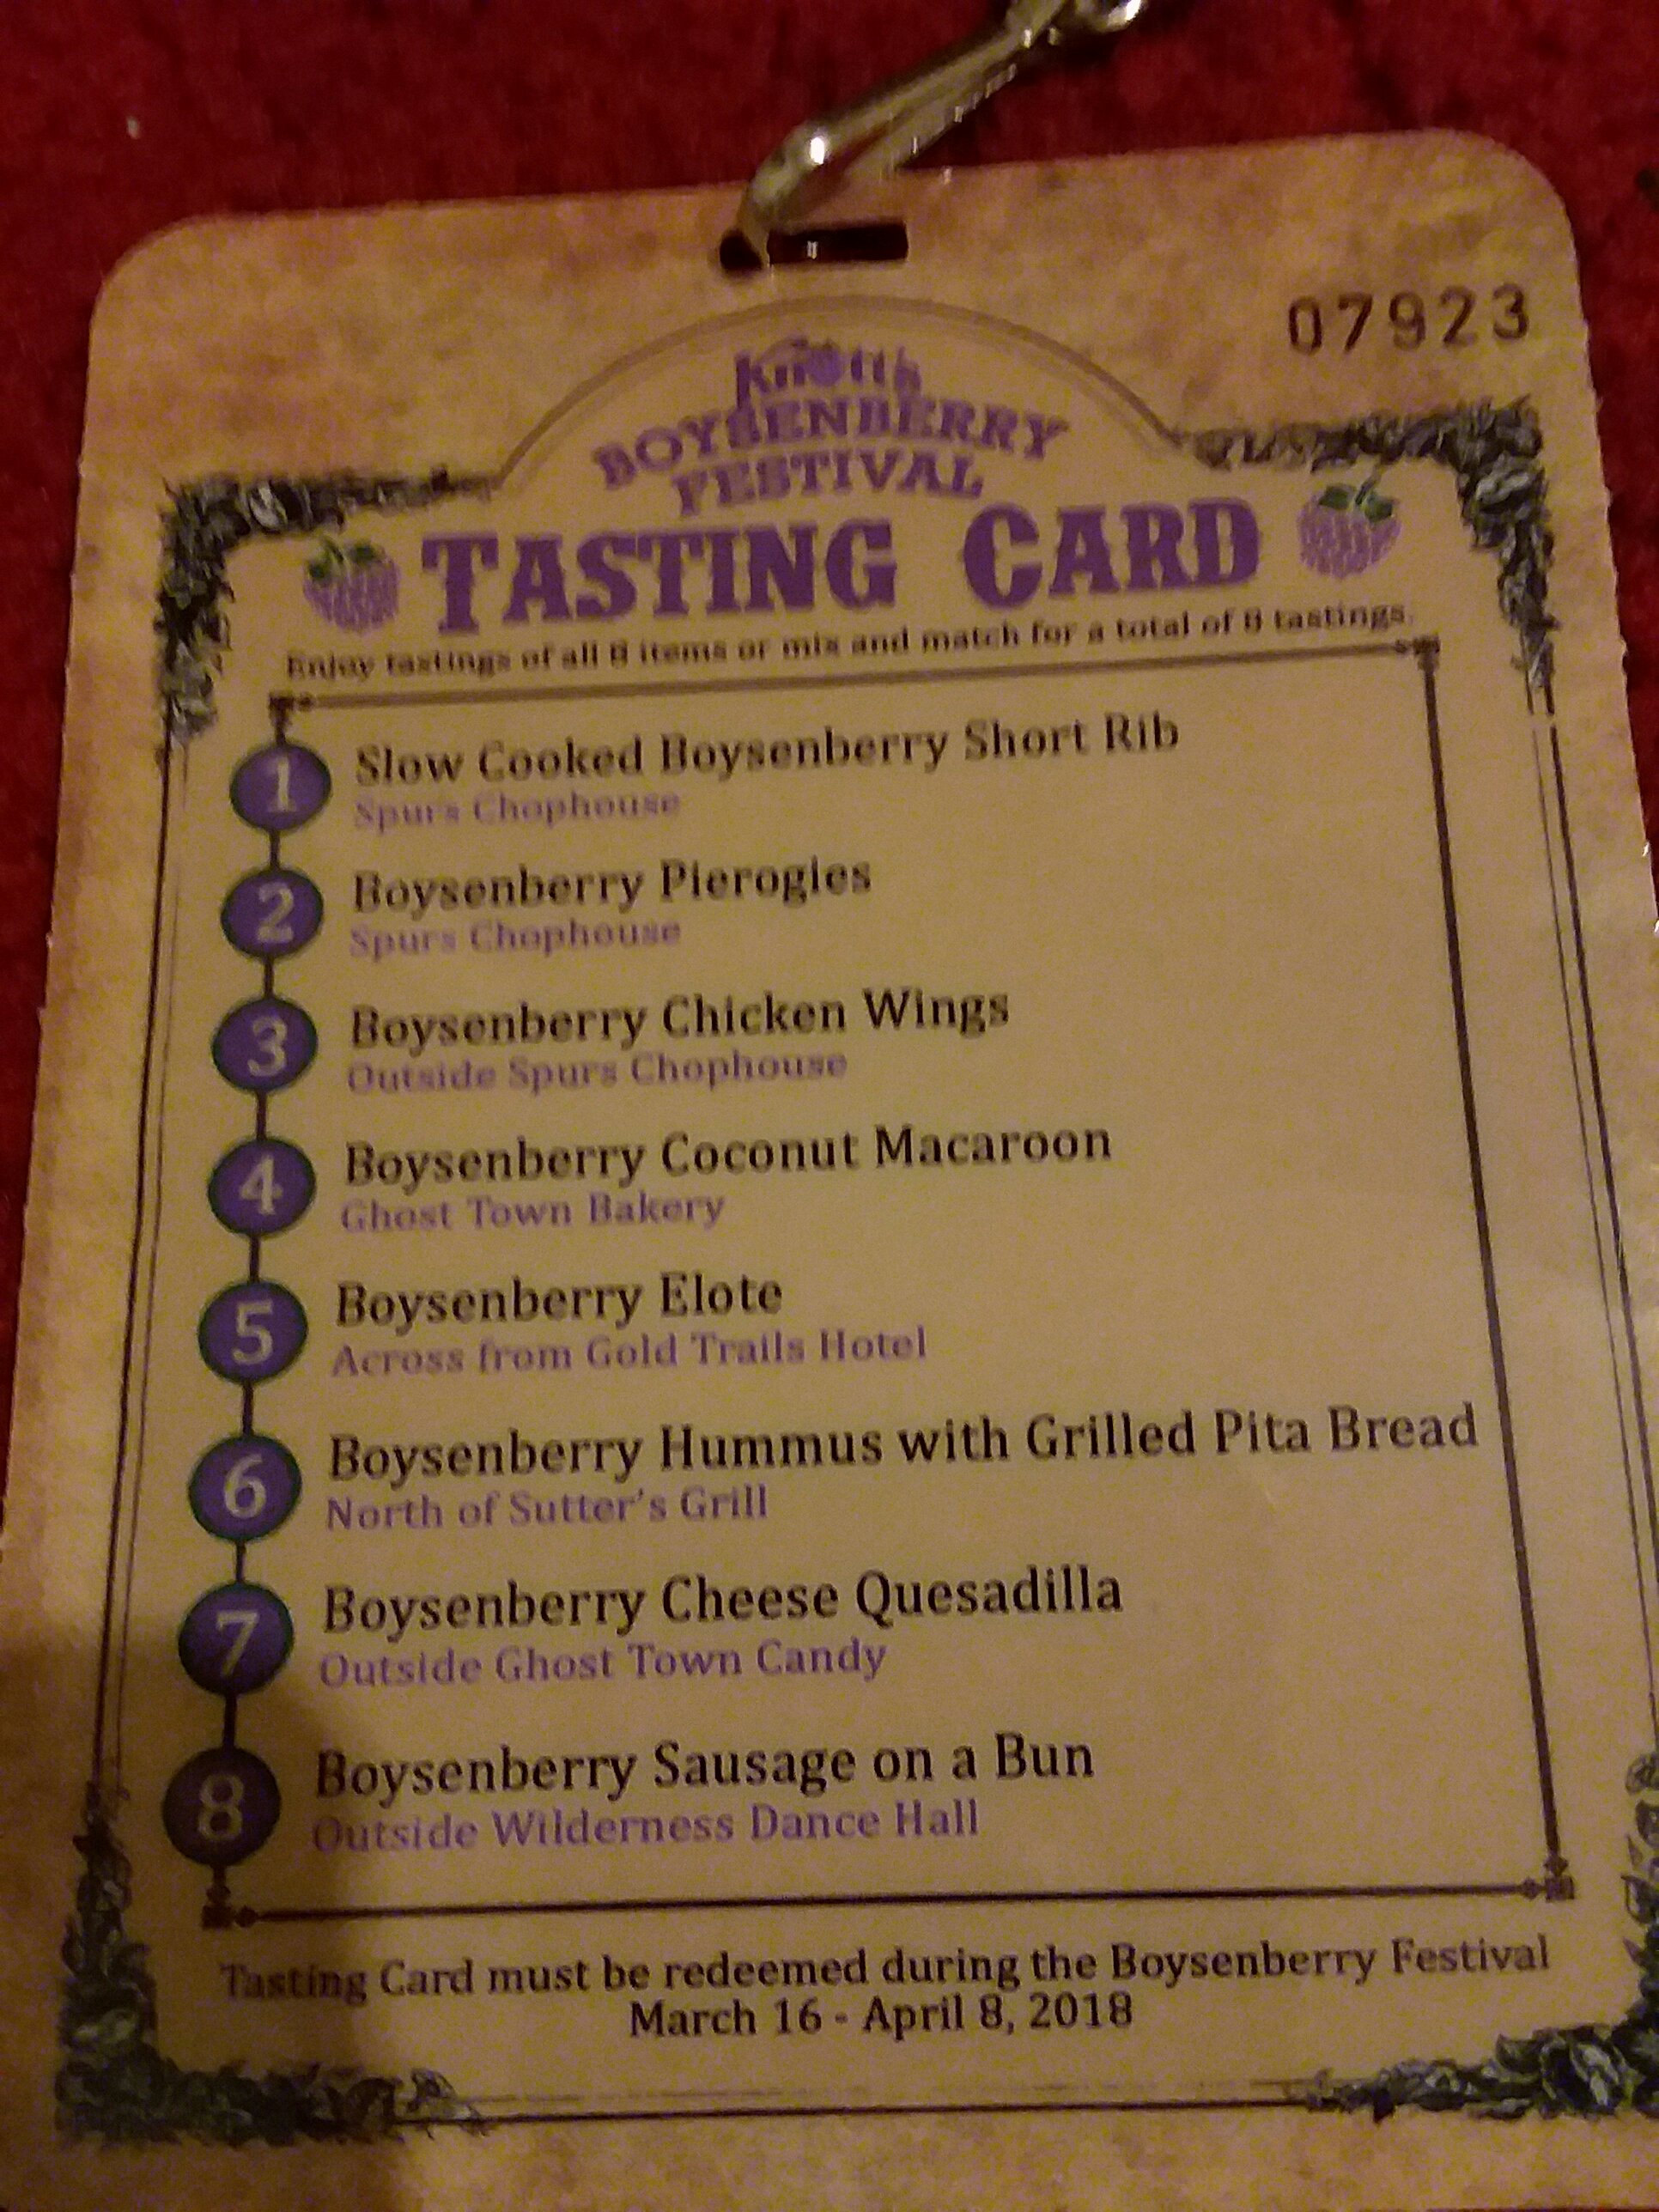 07923
Knott's
BOYSENBERRY
FESTIVAL
TASTING CARD
Enjoy tastings of all 8 items or mix and match for a total of 8 tastings.
1 Slow Cooked Boysenberry Short Rib
Spurs Chophouse
2 Boysenberry Pierogies
Spurs Chophouse
3 Boysenberry Chicken Wings
Outside Spurs Chophouse
4 Boysenberry Coconut Macaroon
Ghost Town Bakery
5 Boysenberry Elote
Across from Gold Trails Hotel
6 Boysenberry Hummus with Grilled Pita Bread
North of Sutter's Grill
7 Boysenberry Cheese Quesadilla
Outside Ghost Town Candy
8 Boysenberry Sausage on a Bun
Outside Wilderness Dance Hall
Tasting Card must be redeemed during the Boysenberry Festival
March 16 - April 8, 2018